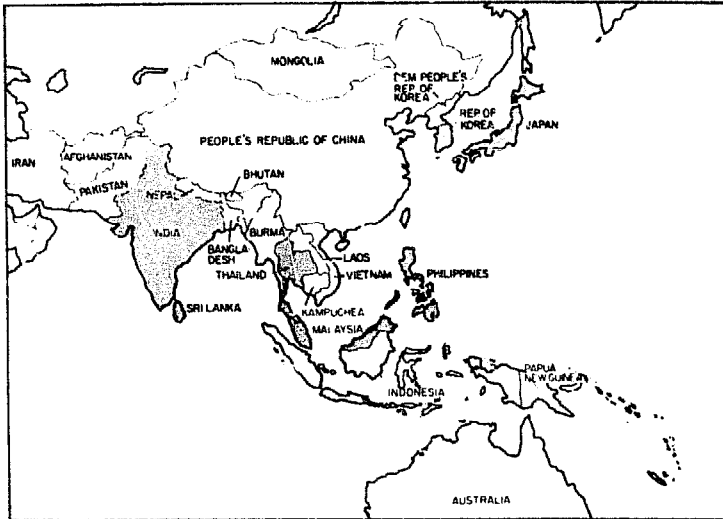 MONGOLIA
DEM PEOPLE'S
REP OF
KOREA
REP OF
KOREA
JAPAN
PEOPLE'S REPUBLIC OF CHINA
IRAN
AFGHANISTAN
PAKISTAN
NEPAL
BHUTAN
INDIA
BANGLA
DESH
BURMA
LAOS
THAILAND
VIETNAM
PHILIPPINES
SRI LANKA
KAMPUCHEA
MALAYSIA
INDONESIA
PAPUA
NEW GUINEA
AUSTRALIA